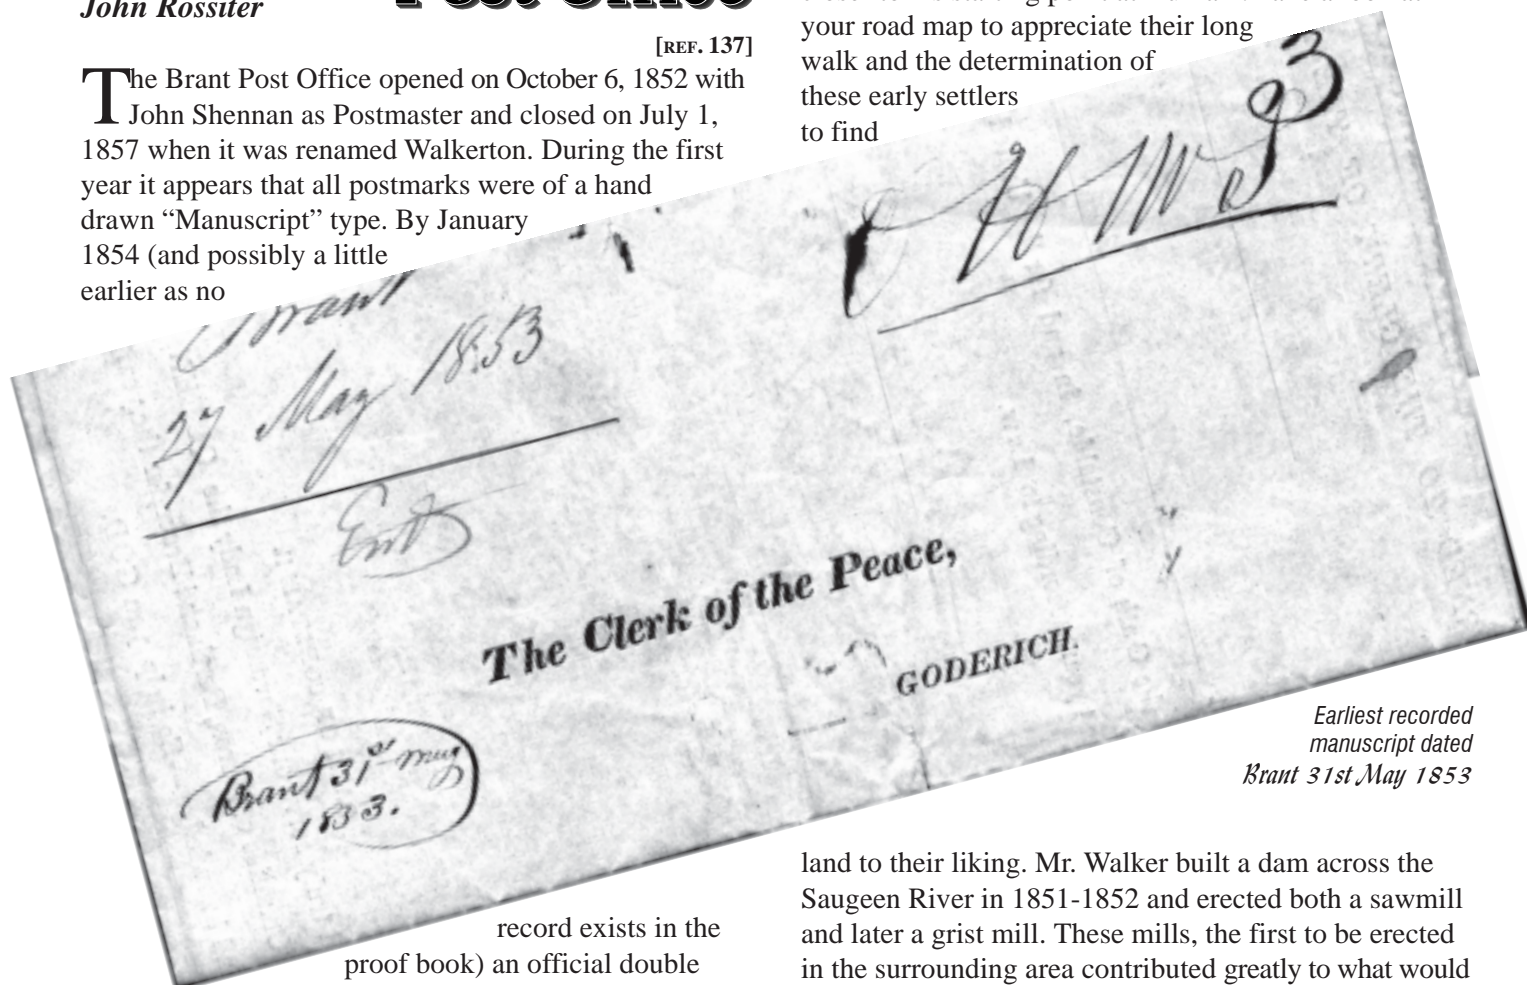 John Rossiter
Post Office
[REF. 137]
The Brant Post Office opened on October 6, 1852 with
John Shennan as Postmaster and closed on July 1,
1857 when it was renamed Walkerton. During the first
year it appears that all postmarks were of a hand
drawn “Manuscript” type. By January
1854 (and possibly a little
earlier as no
Brant
27 May 1853
The Clerk of the Peace,
GODERICH.
Brant 31st May
1853.
record exists in the
proof book) an official double
your road map to appreciate their long
walk and the determination of
these early settlers
to find
3
Earliest recorded
manuscript dated
Brant 31st May 1853
land to their liking. Mr. Walker built a dam across the
Saugeen River in 1851-1852 and erected both a sawmill
and later a grist mill. These mills, the first to be erected
in the surrounding area contributed greatly to what would